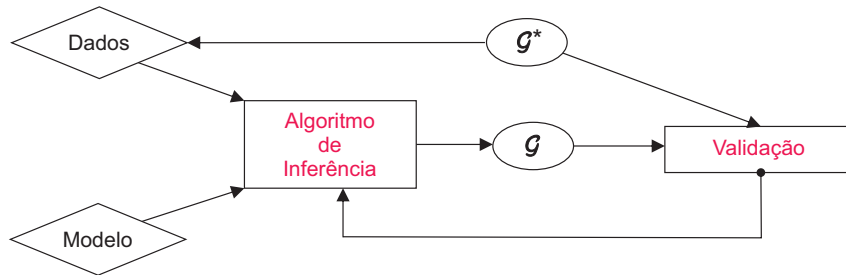 Dados
𝒢*
Algoritmo
de
Inferência
𝒢
Validação
Modelo